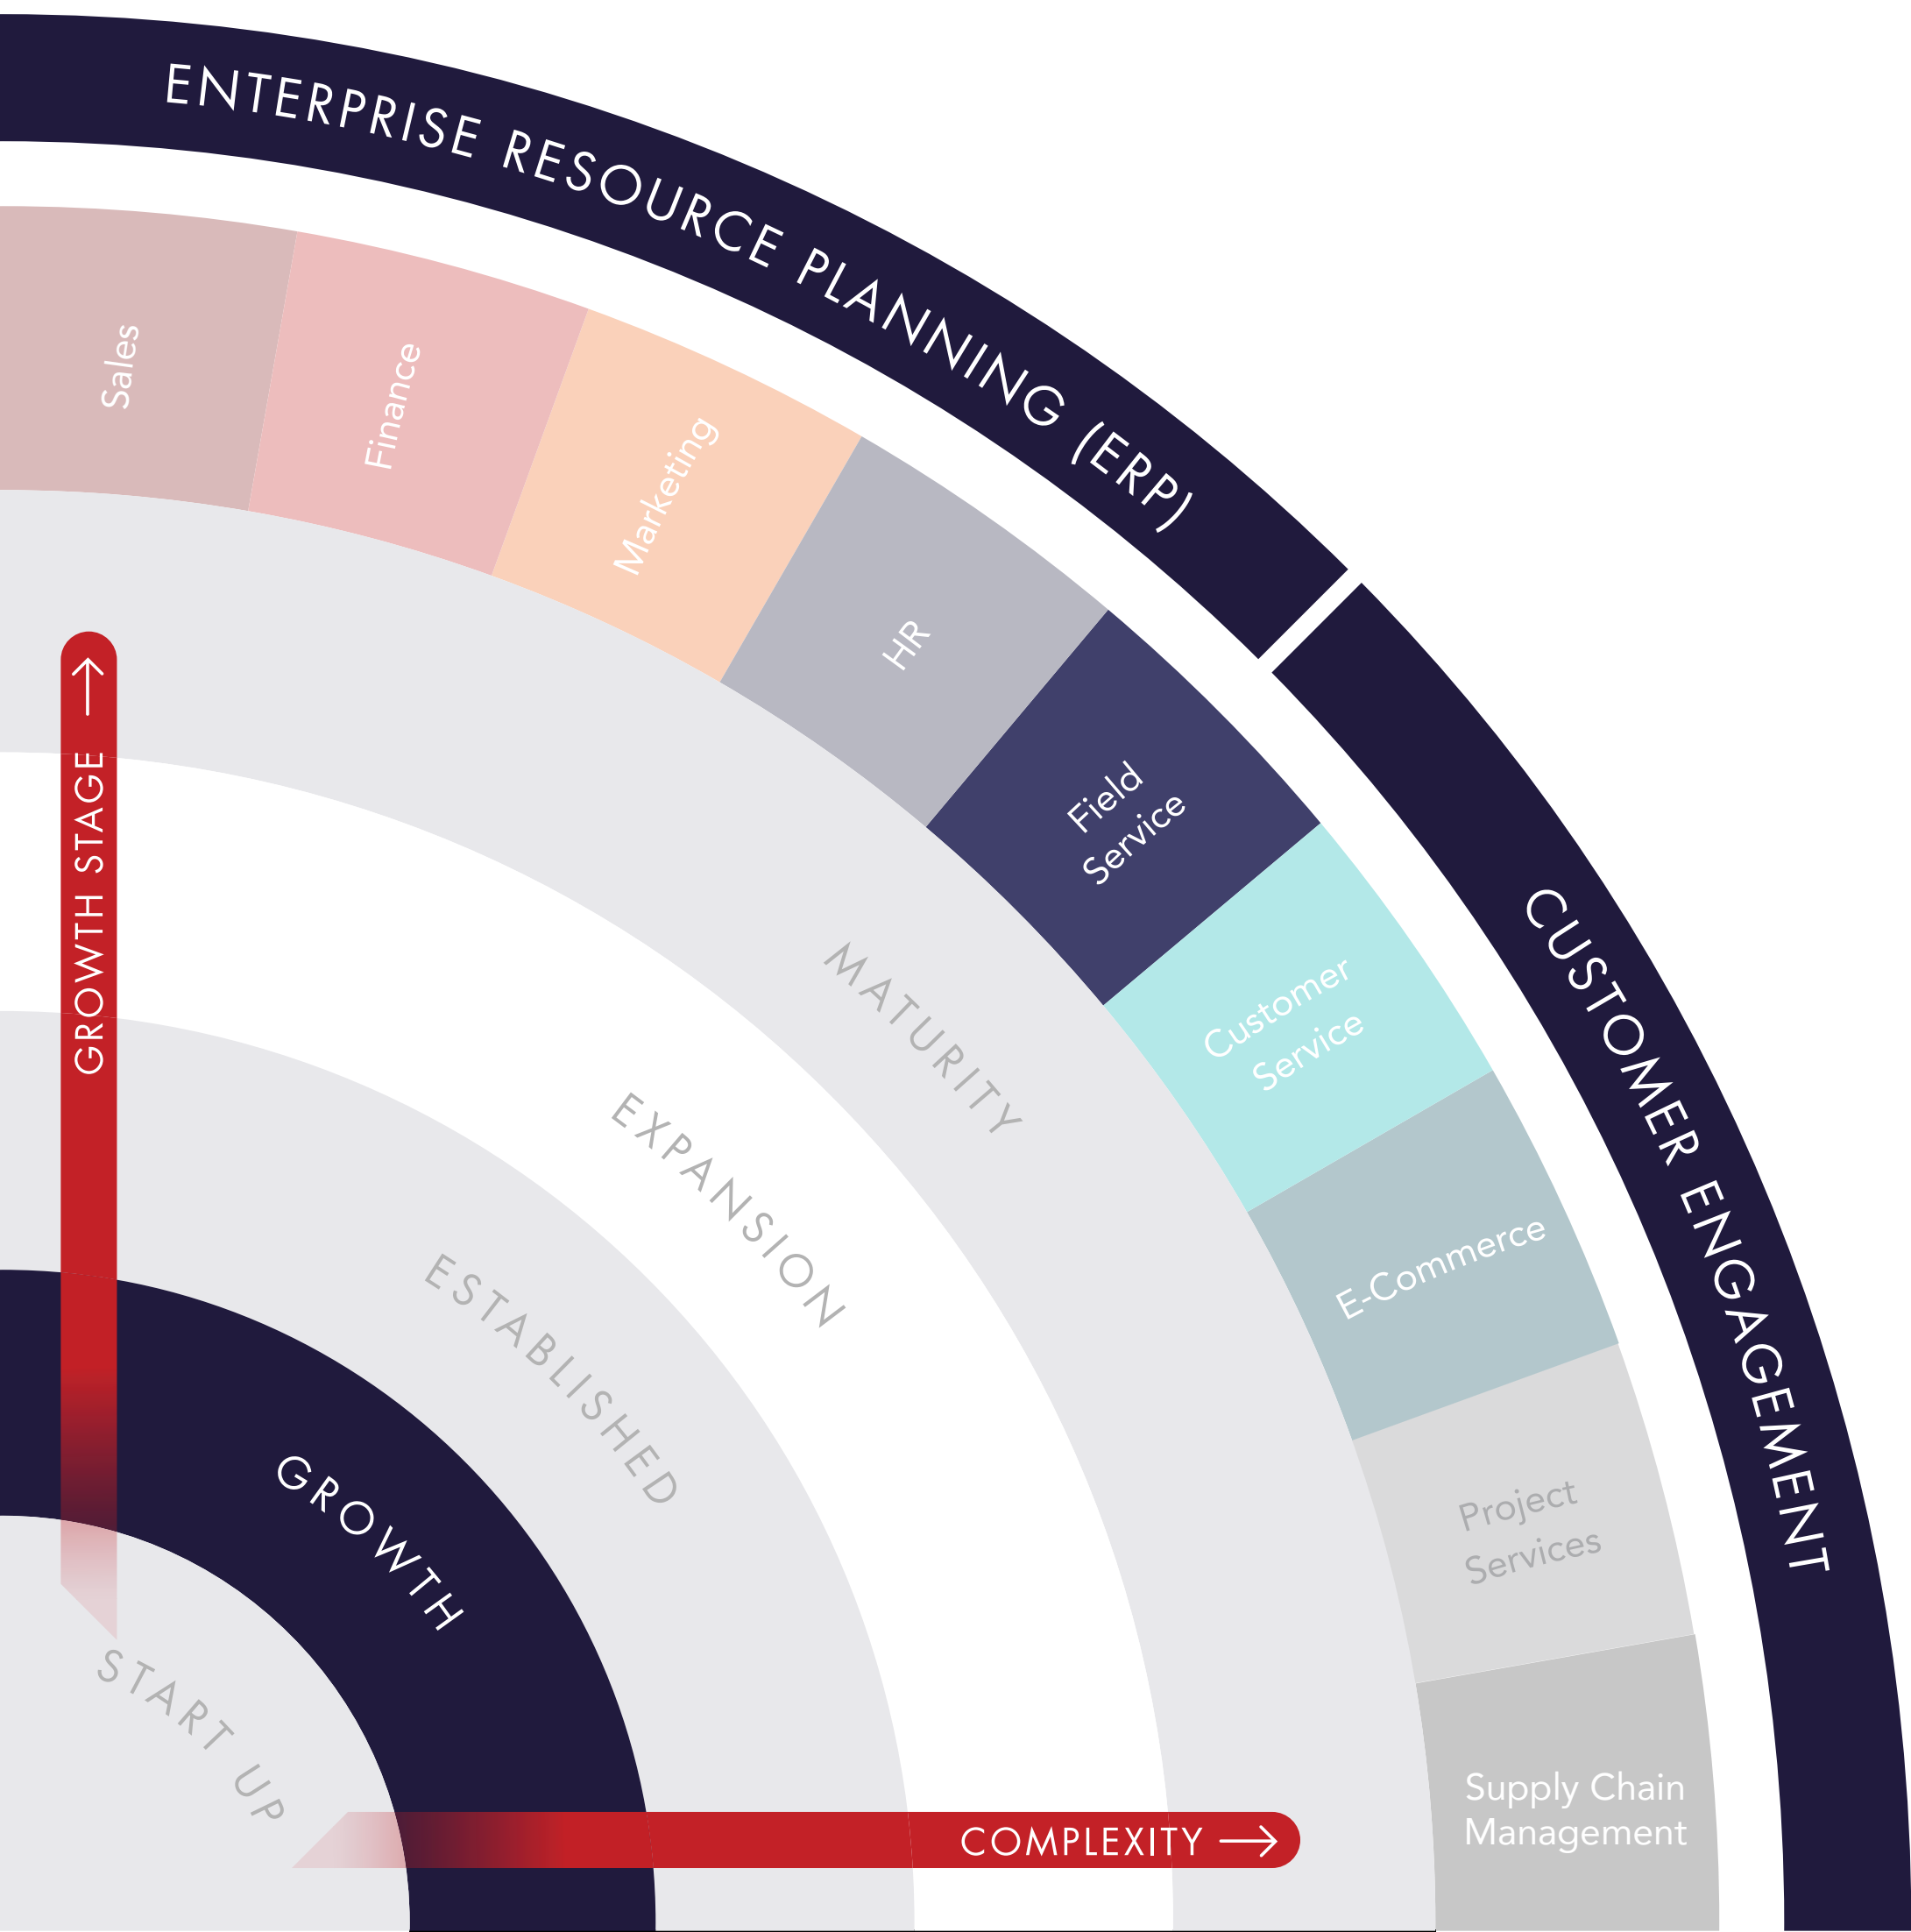 ENTERPRISE RESOURCE PLANNING (ERP)
CUSTOMER ENGAGEMENT
Sales
Finance
Marketing
HR
Field
Service
Customer
Service
E-Commerce
Project
Services
Supply Chain
Management
MATURITY
EXPANSION
ESTABLISHED
GROWTH
START UP
GROWTH STAGE
COMPLEXITY